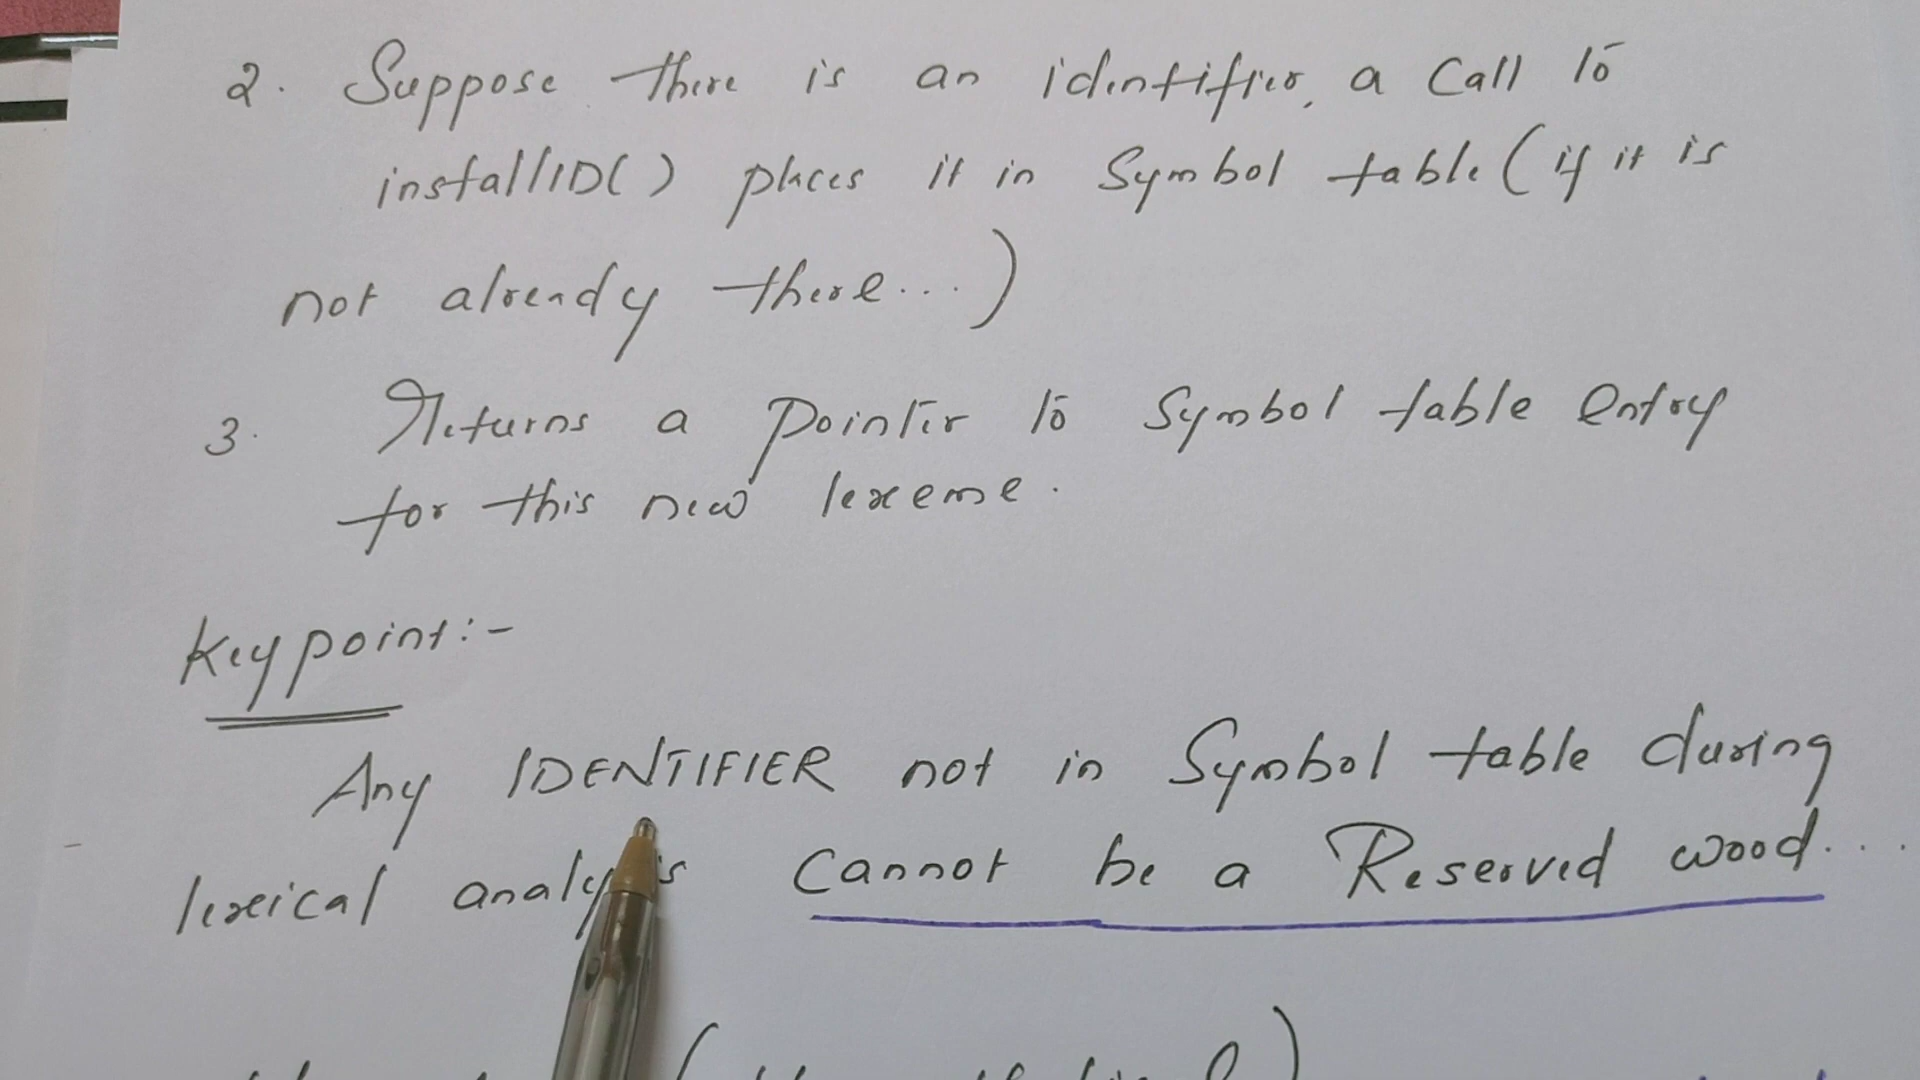 2. Suppose there is an identifier, a Call to
installID() places it in Symbol table (if it is
not already there...)
3. Returns a pointer to Symbol table Entry
for this new lexeme.
Key point:-
Any IDENTIFIER not in Symbol table during
lexical analysis Cannot be a Reserved word....